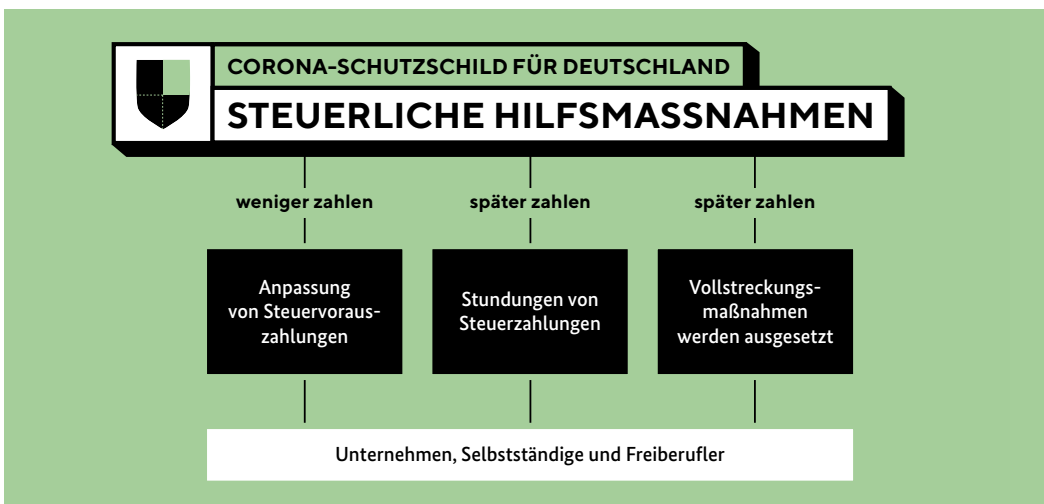 CORONA-SCHUTZSCHILD FÜR DEUTSCHLAND
STEUERLICHE HILFSMASSNAHMEN
weniger zahlen
Anpassung
von Steuervoraus-
zahlungen
später zahlen
Stundungen von
Steuerzahlungen
später zahlen
Vollstreckungs-
maßnahmen
werden ausgesetzt
Unternehmen, Selbstständige und Freiberufler